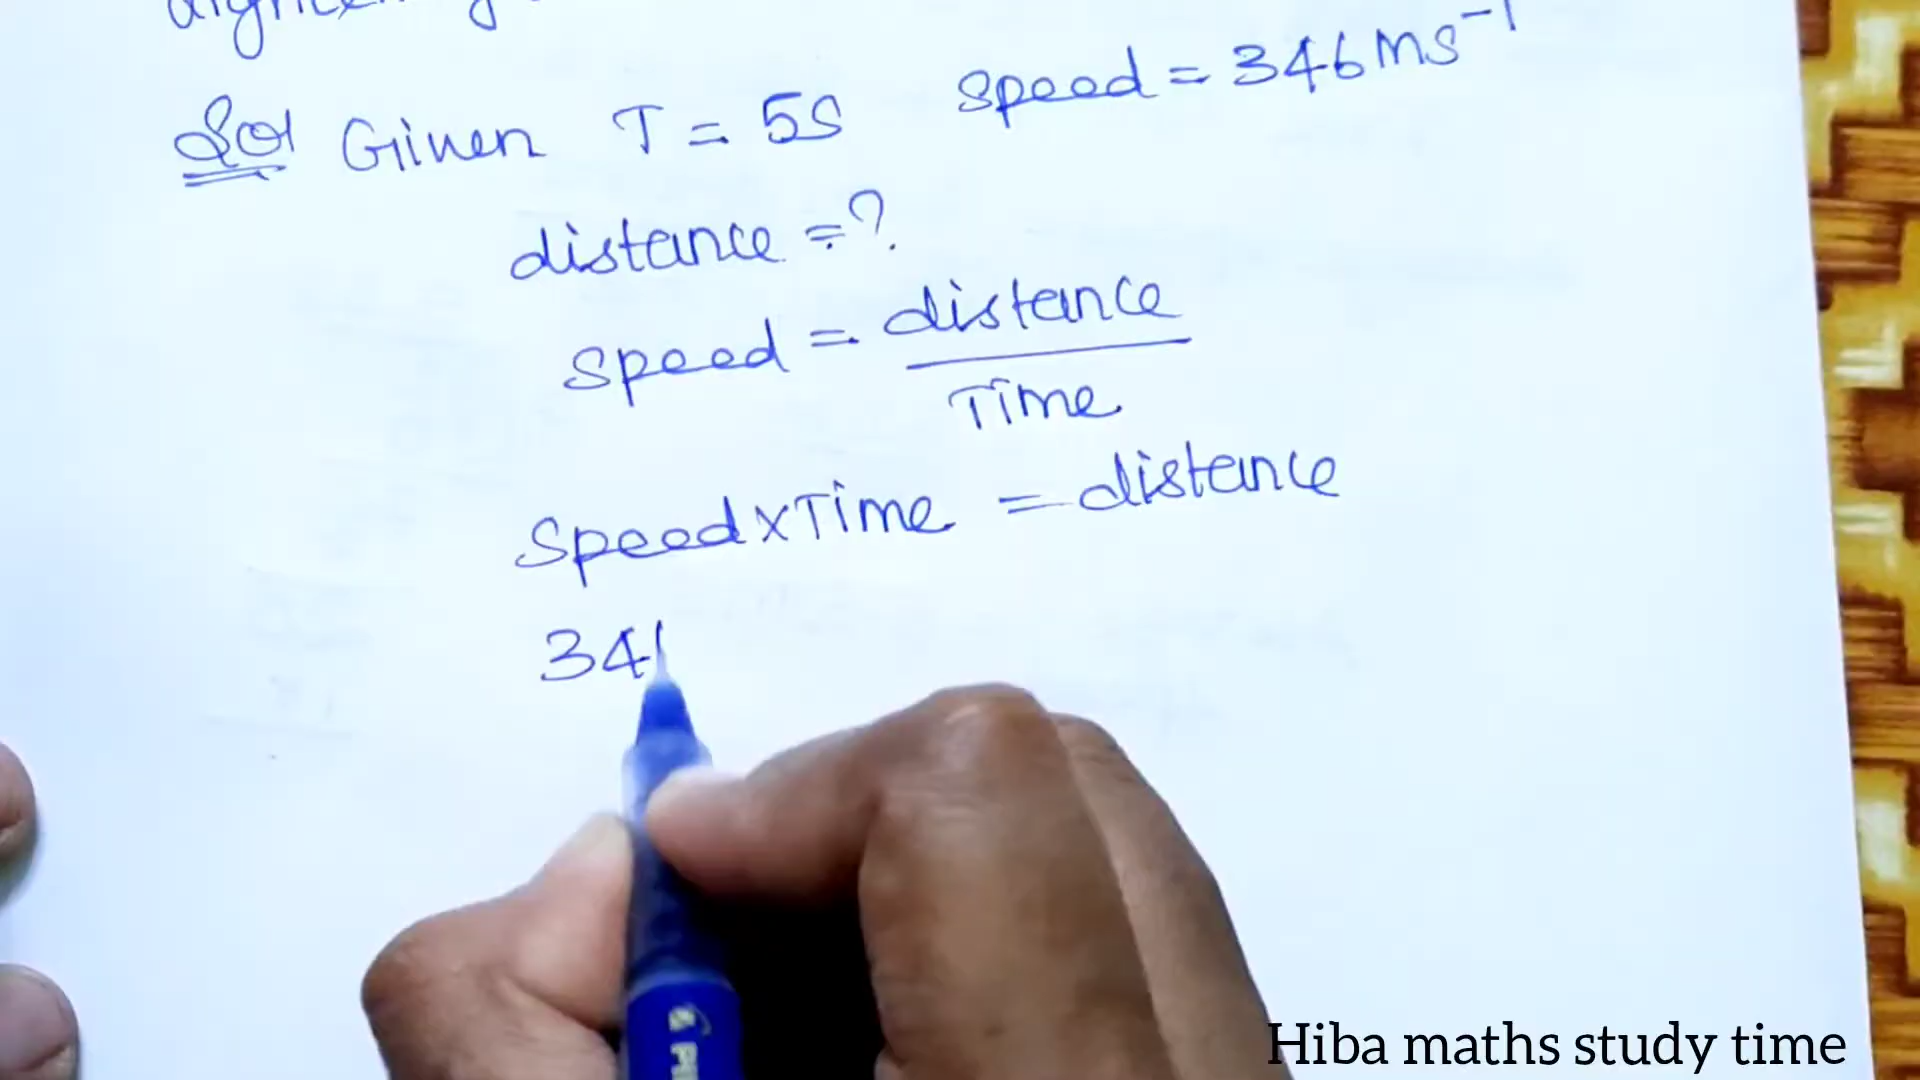 Sol Given T = 5s speed = 346 ms⁻¹
distance = ?
speed = distance
Time
Speed x Time = distance
34
Hiba maths study time